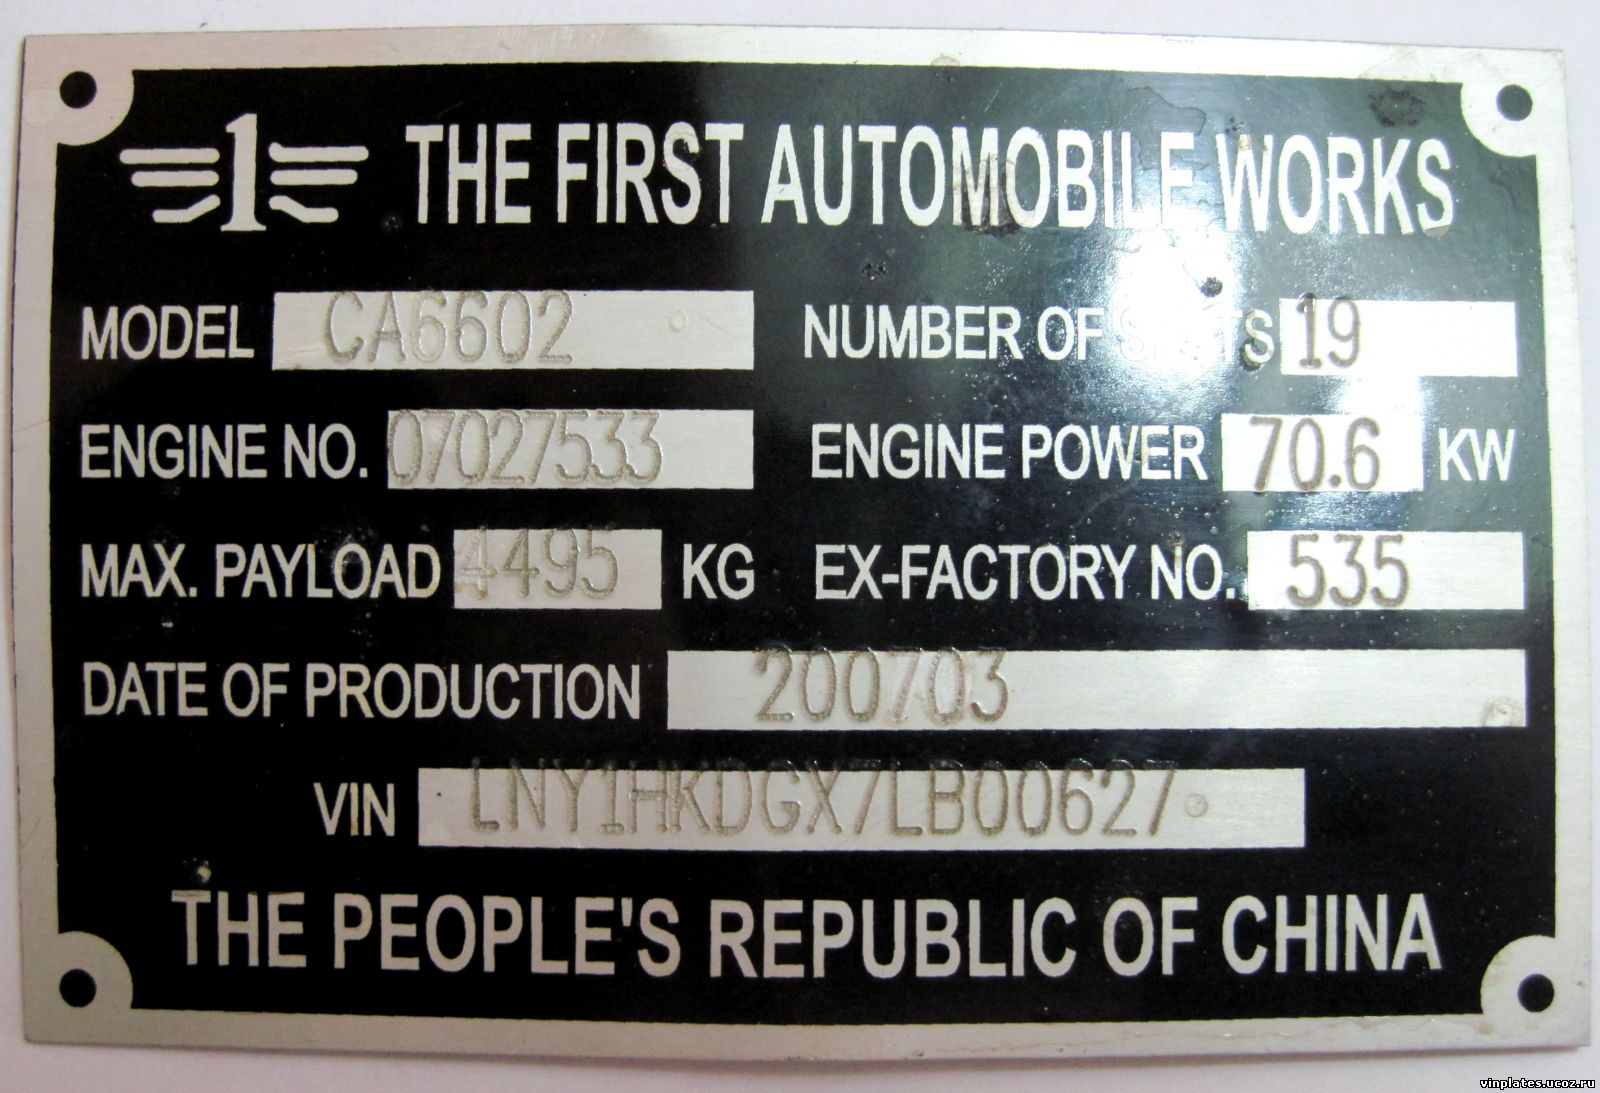 1 THE FIRST AUTOMOBILE WORKS
MODEL CA6602 NUMBER OF SEATS 19
ENGINE NO. 07027533 ENGINE POWER 70.6 KW
MAX. PAYLOAD 4495 KG EX-FACTORY NO. 535
DATE OF PRODUCTION 200703
VIN LNY1HKDGX7LB00627
THE PEOPLE'S REPUBLIC OF CHINA
vinplates.ucoz.ru